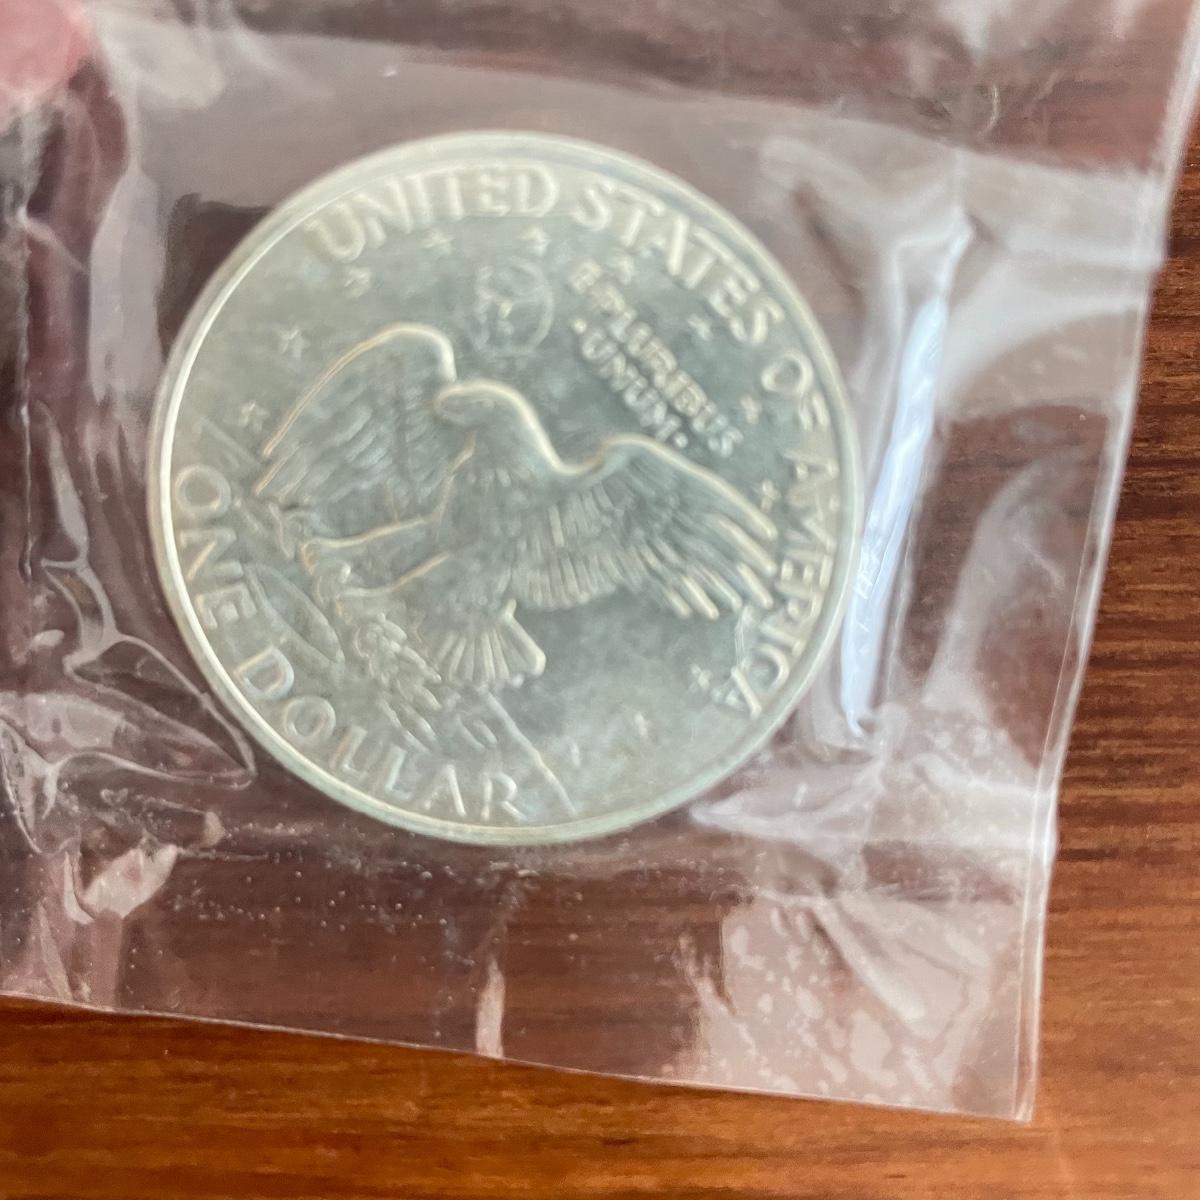 UNITED STATES OF AMERICA
E PLURIBUS
·UNUM·
ONE DOLLAR